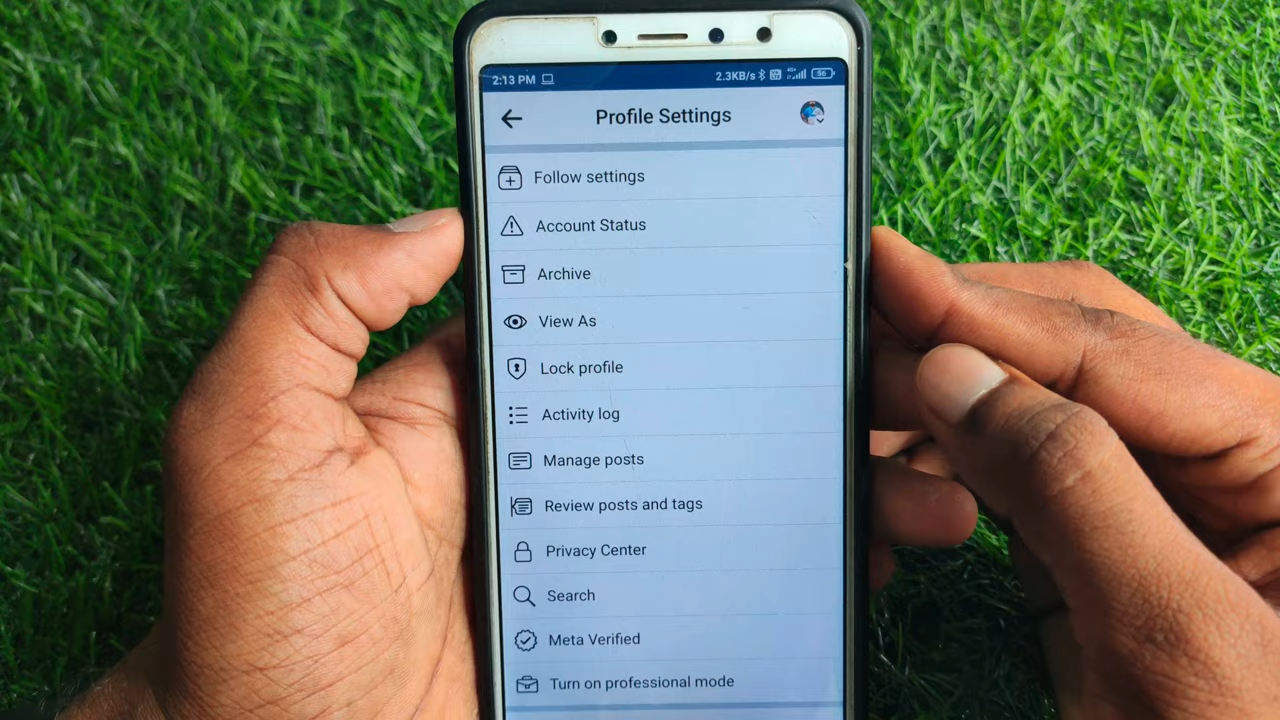 2:13 PM 2.3KB/s 56
Profile Settings
Follow settings
Account Status
Archive
View As
Lock profile
Activity log
Manage posts
Review posts and tags
Privacy Center
Search
Meta Verified
Turn on professional mode